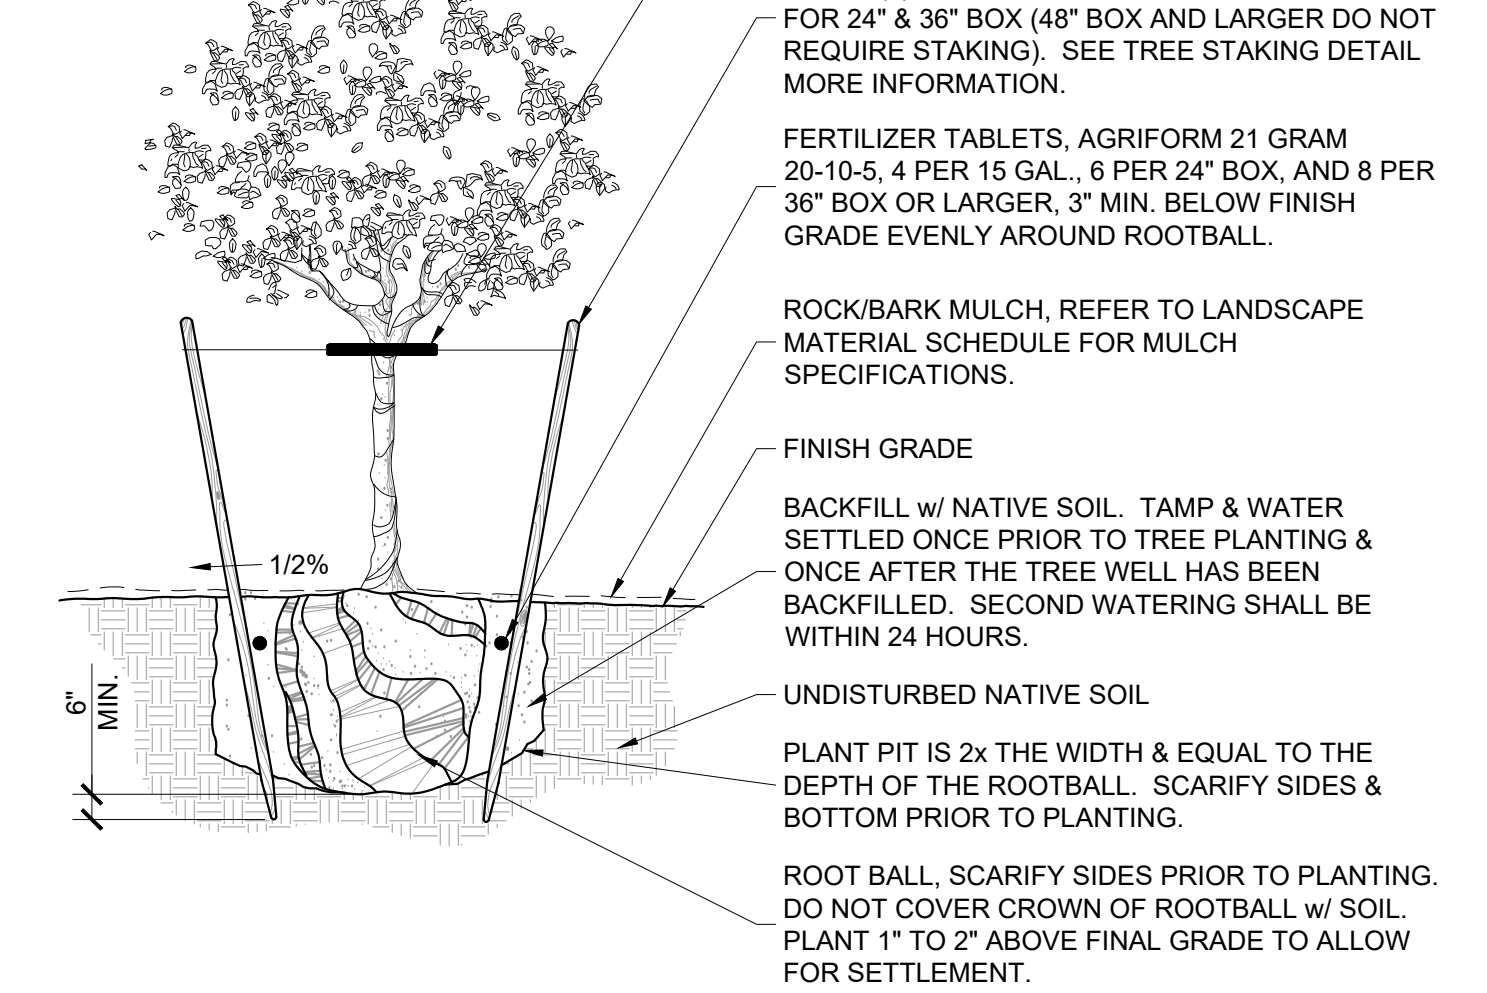 FOR 24" & 36" BOX (48" BOX AND LARGER DO NOT
REQUIRE STAKING). SEE TREE STAKING DETAIL
MORE INFORMATION.
FERTILIZER TABLETS, AGRIFORM 21 GRAM
20-10-5, 4 PER 15 GAL., 6 PER 24" BOX, AND 8 PER
36" BOX OR LARGER, 3" MIN. BELOW FINISH
GRADE EVENLY AROUND ROOTBALL.
ROCK/BARK MULCH, REFER TO LANDSCAPE
MATERIAL SCHEDULE FOR MULCH
SPECIFICATIONS.
FINISH GRADE
BACKFILL w/ NATIVE SOIL. TAMP & WATER
SETTLED ONCE PRIOR TO TREE PLANTING &
ONCE AFTER THE TREE WELL HAS BEEN
BACKFILLED. SECOND WATERING SHALL BE
WITHIN 24 HOURS.
UNDISTURBED NATIVE SOIL
PLANT PIT IS 2x THE WIDTH & EQUAL TO THE
DEPTH OF THE ROOTBALL. SCARIFY SIDES &
BOTTOM PRIOR TO PLANTING.
ROOT BALL, SCARIFY SIDES PRIOR TO PLANTING.
DO NOT COVER CROWN OF ROOTBALL w/ SOIL.
PLANT 1" TO 2" ABOVE FINAL GRADE TO ALLOW
FOR SETTLEMENT.
1/2%
6"
MIN.